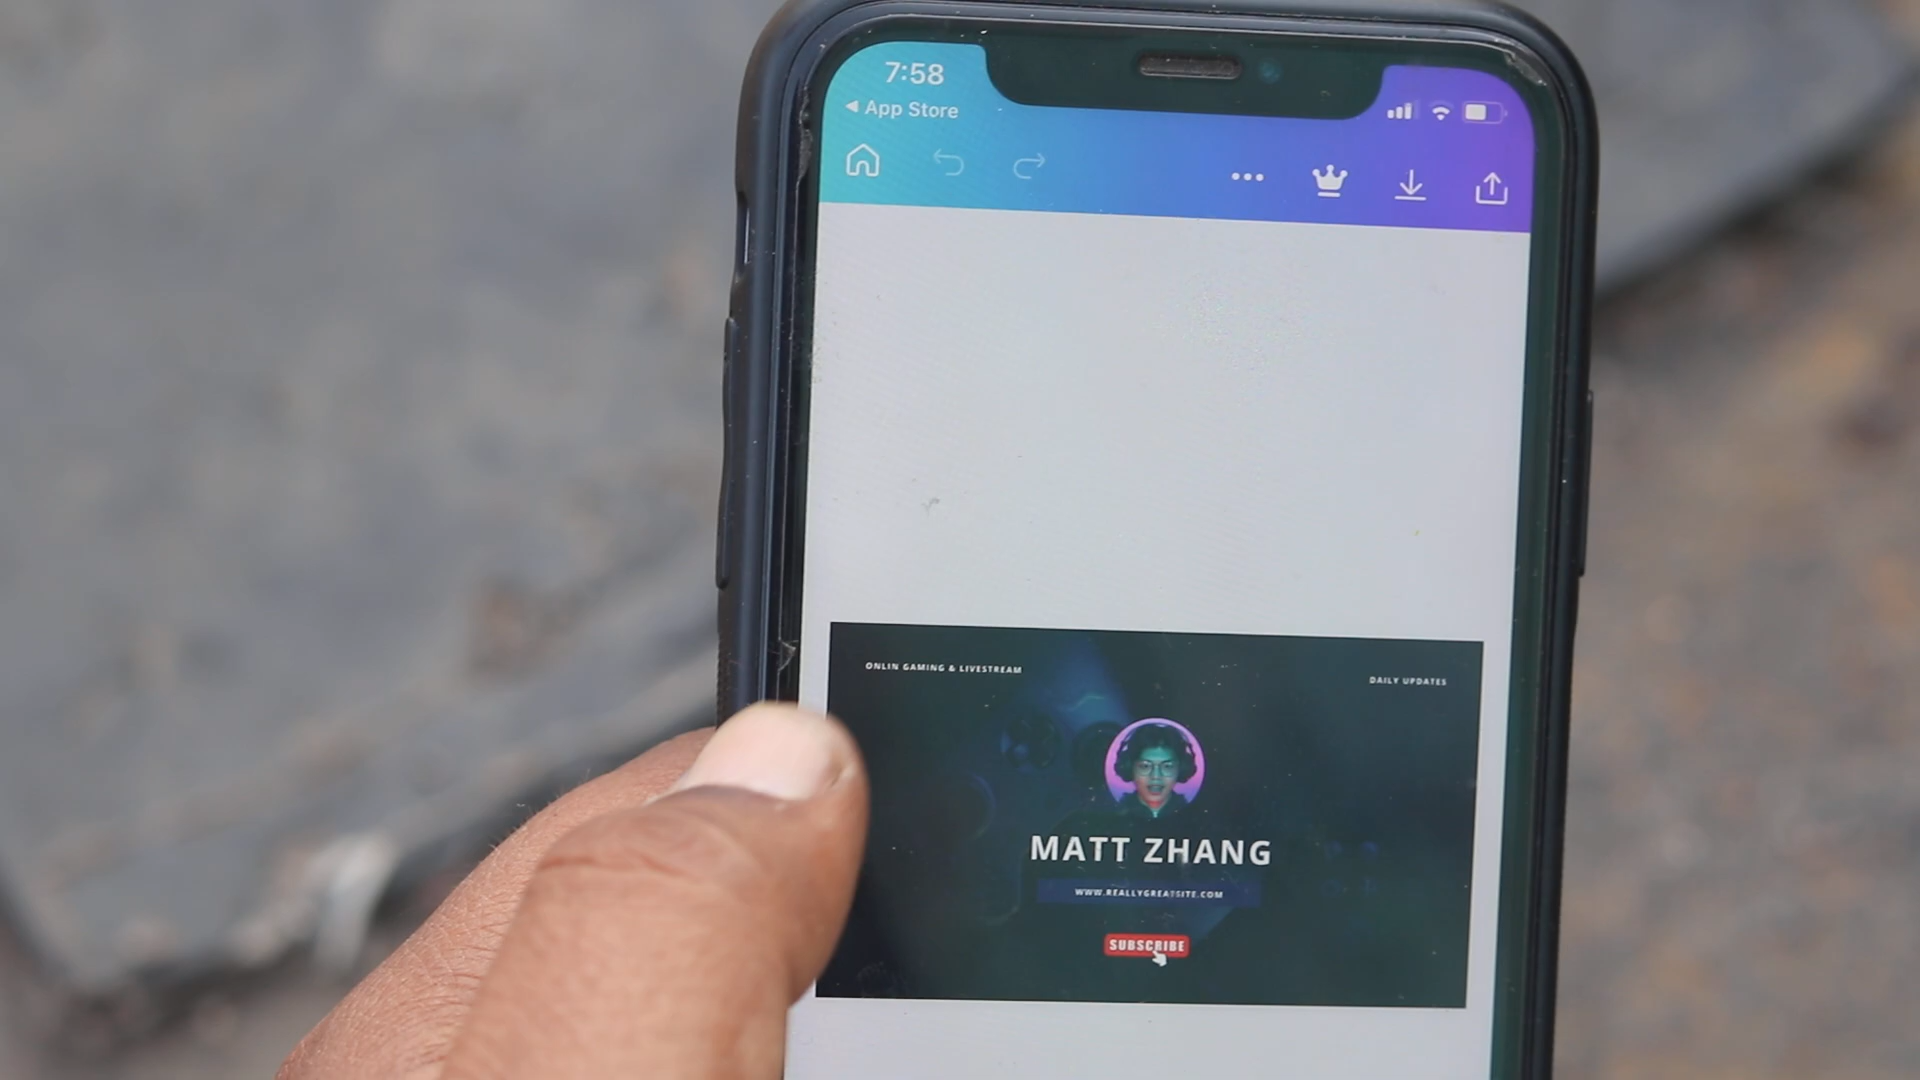 7:58
App Store
ONLIN GAMING & LIVESTREAM
DAILY UPDATES
MATT ZHANG
WWW.REALLYGREATSITE.COM
SUBSCRIBE